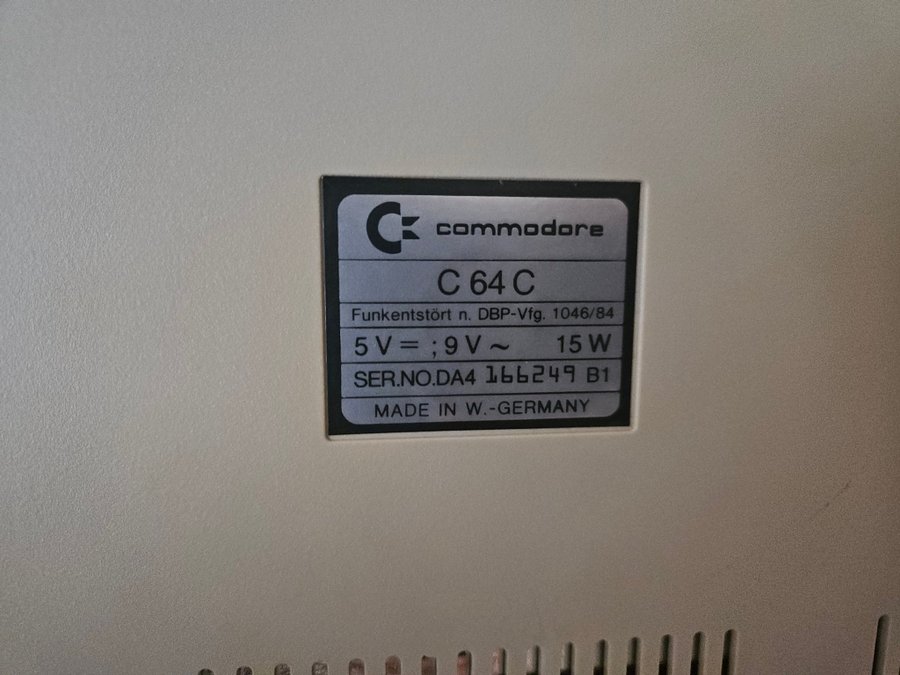 commodore
C 64 C
Funkentstört n. DBP-Vfg. 1046/84
5 V = ; 9 V ~ 15 W
SER.NO.DA4 166249 B1
MADE IN W.-GERMANY